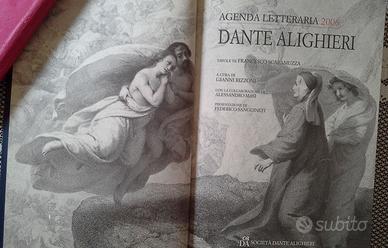 AGENDA LETTERARIA 2006
DANTE ALIGHIERI
TAVOLE DI FRANCESCO SCARAMUZZA
A CURA DI
GIANNI RIZZONI
CON LA COLLABORAZIONE DI
ALESSANDRO MASI
PRESENTAZIONE DI
FEDERICO SANGUINETI
DA
SOCIETÀ DANTE ALIGHIERI
subito